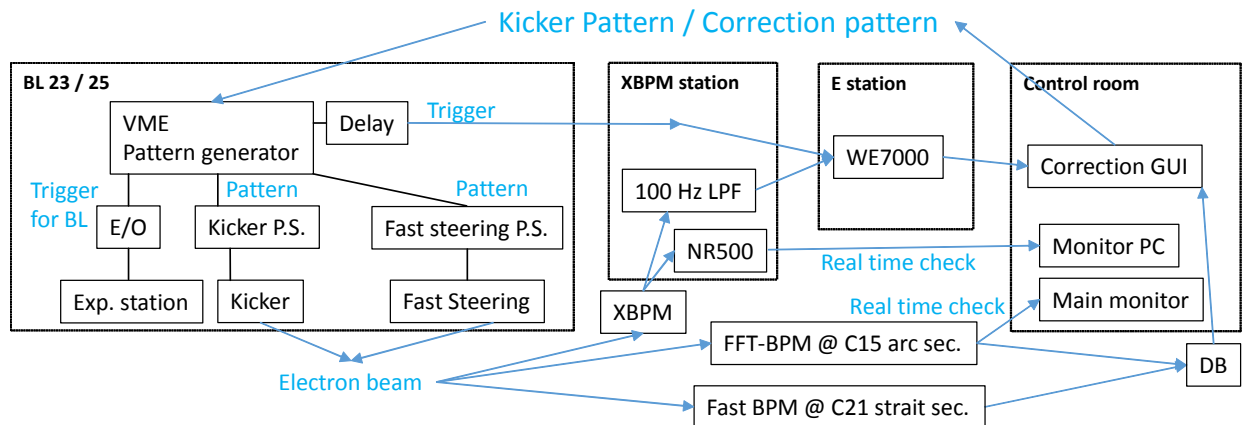 Kicker Pattern / Correction pattern
BL 23 / 25
XBPM station
E station
Control room
VME
Pattern generator
Delay
Trigger
WE7000
Correction GUI
Trigger
for BL
Pattern
Pattern
100 Hz LPF
E/O
Kicker P.S.
Fast steering P.S.
NR500
Real time check
Monitor PC
Exp. station
Kicker
Fast Steering
XBPM
Real time check
Main monitor
FFT-BPM @ C15 arc sec.
DB
Electron beam
Fast BPM @ C21 strait sec.